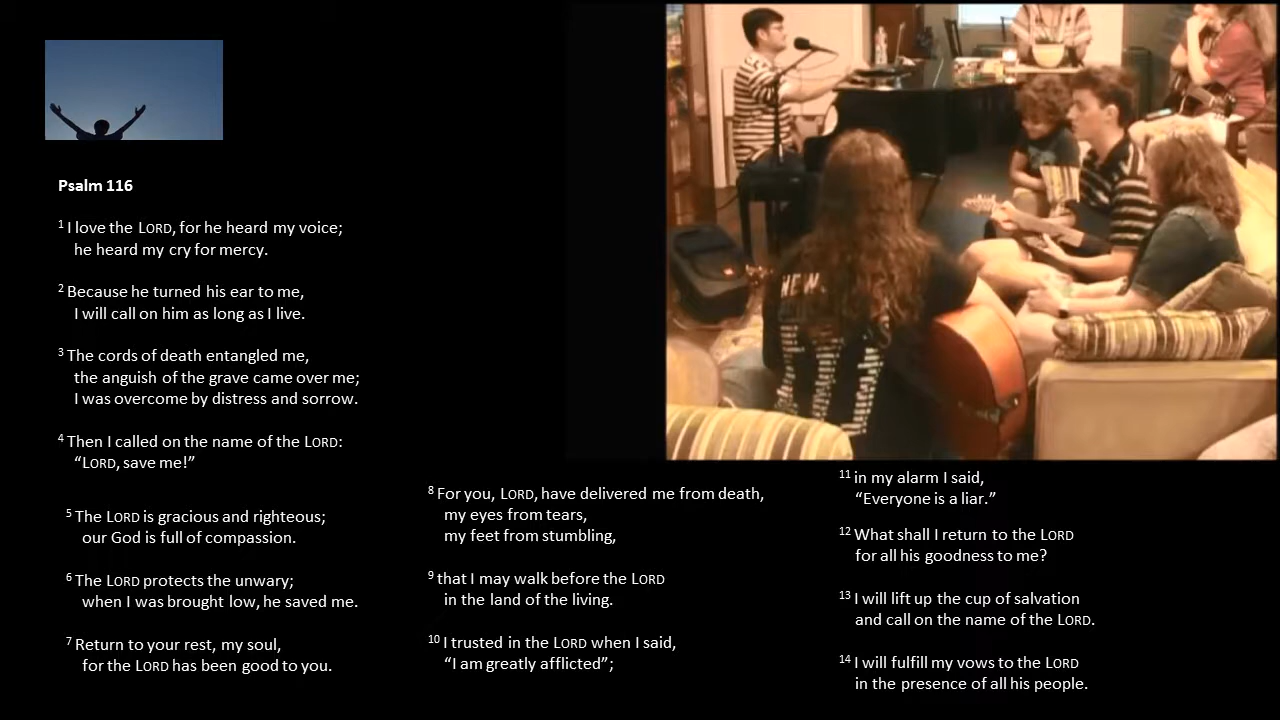 Psalm 116
1 I love the LORD, for he heard my voice;
he heard my cry for mercy.
2 Because he turned his ear to me,
I will call on him as long as I live.
3 The cords of death entangled me,
the anguish of the grave came over me;
I was overcome by distress and sorrow.
4 Then I called on the name of the LORD:
“LORD, save me!”
5 The LORD is gracious and righteous;
our God is full of compassion.
6 The LORD protects the unwary;
when I was brought low, he saved me.
7 Return to your rest, my soul,
for the LORD has been good to you.
8 For you, LORD, have delivered me from death,
my eyes from tears,
my feet from stumbling,
9 that I may walk before the LORD
in the land of the living.
10 I trusted in the LORD when I said,
“I am greatly afflicted”;
11 in my alarm I said,
“Everyone is a liar.”
12 What shall I return to the LORD
for all his goodness to me?
13 I will lift up the cup of salvation
and call on the name of the LORD.
14 I will fulfill my vows to the LORD
in the presence of all his people.